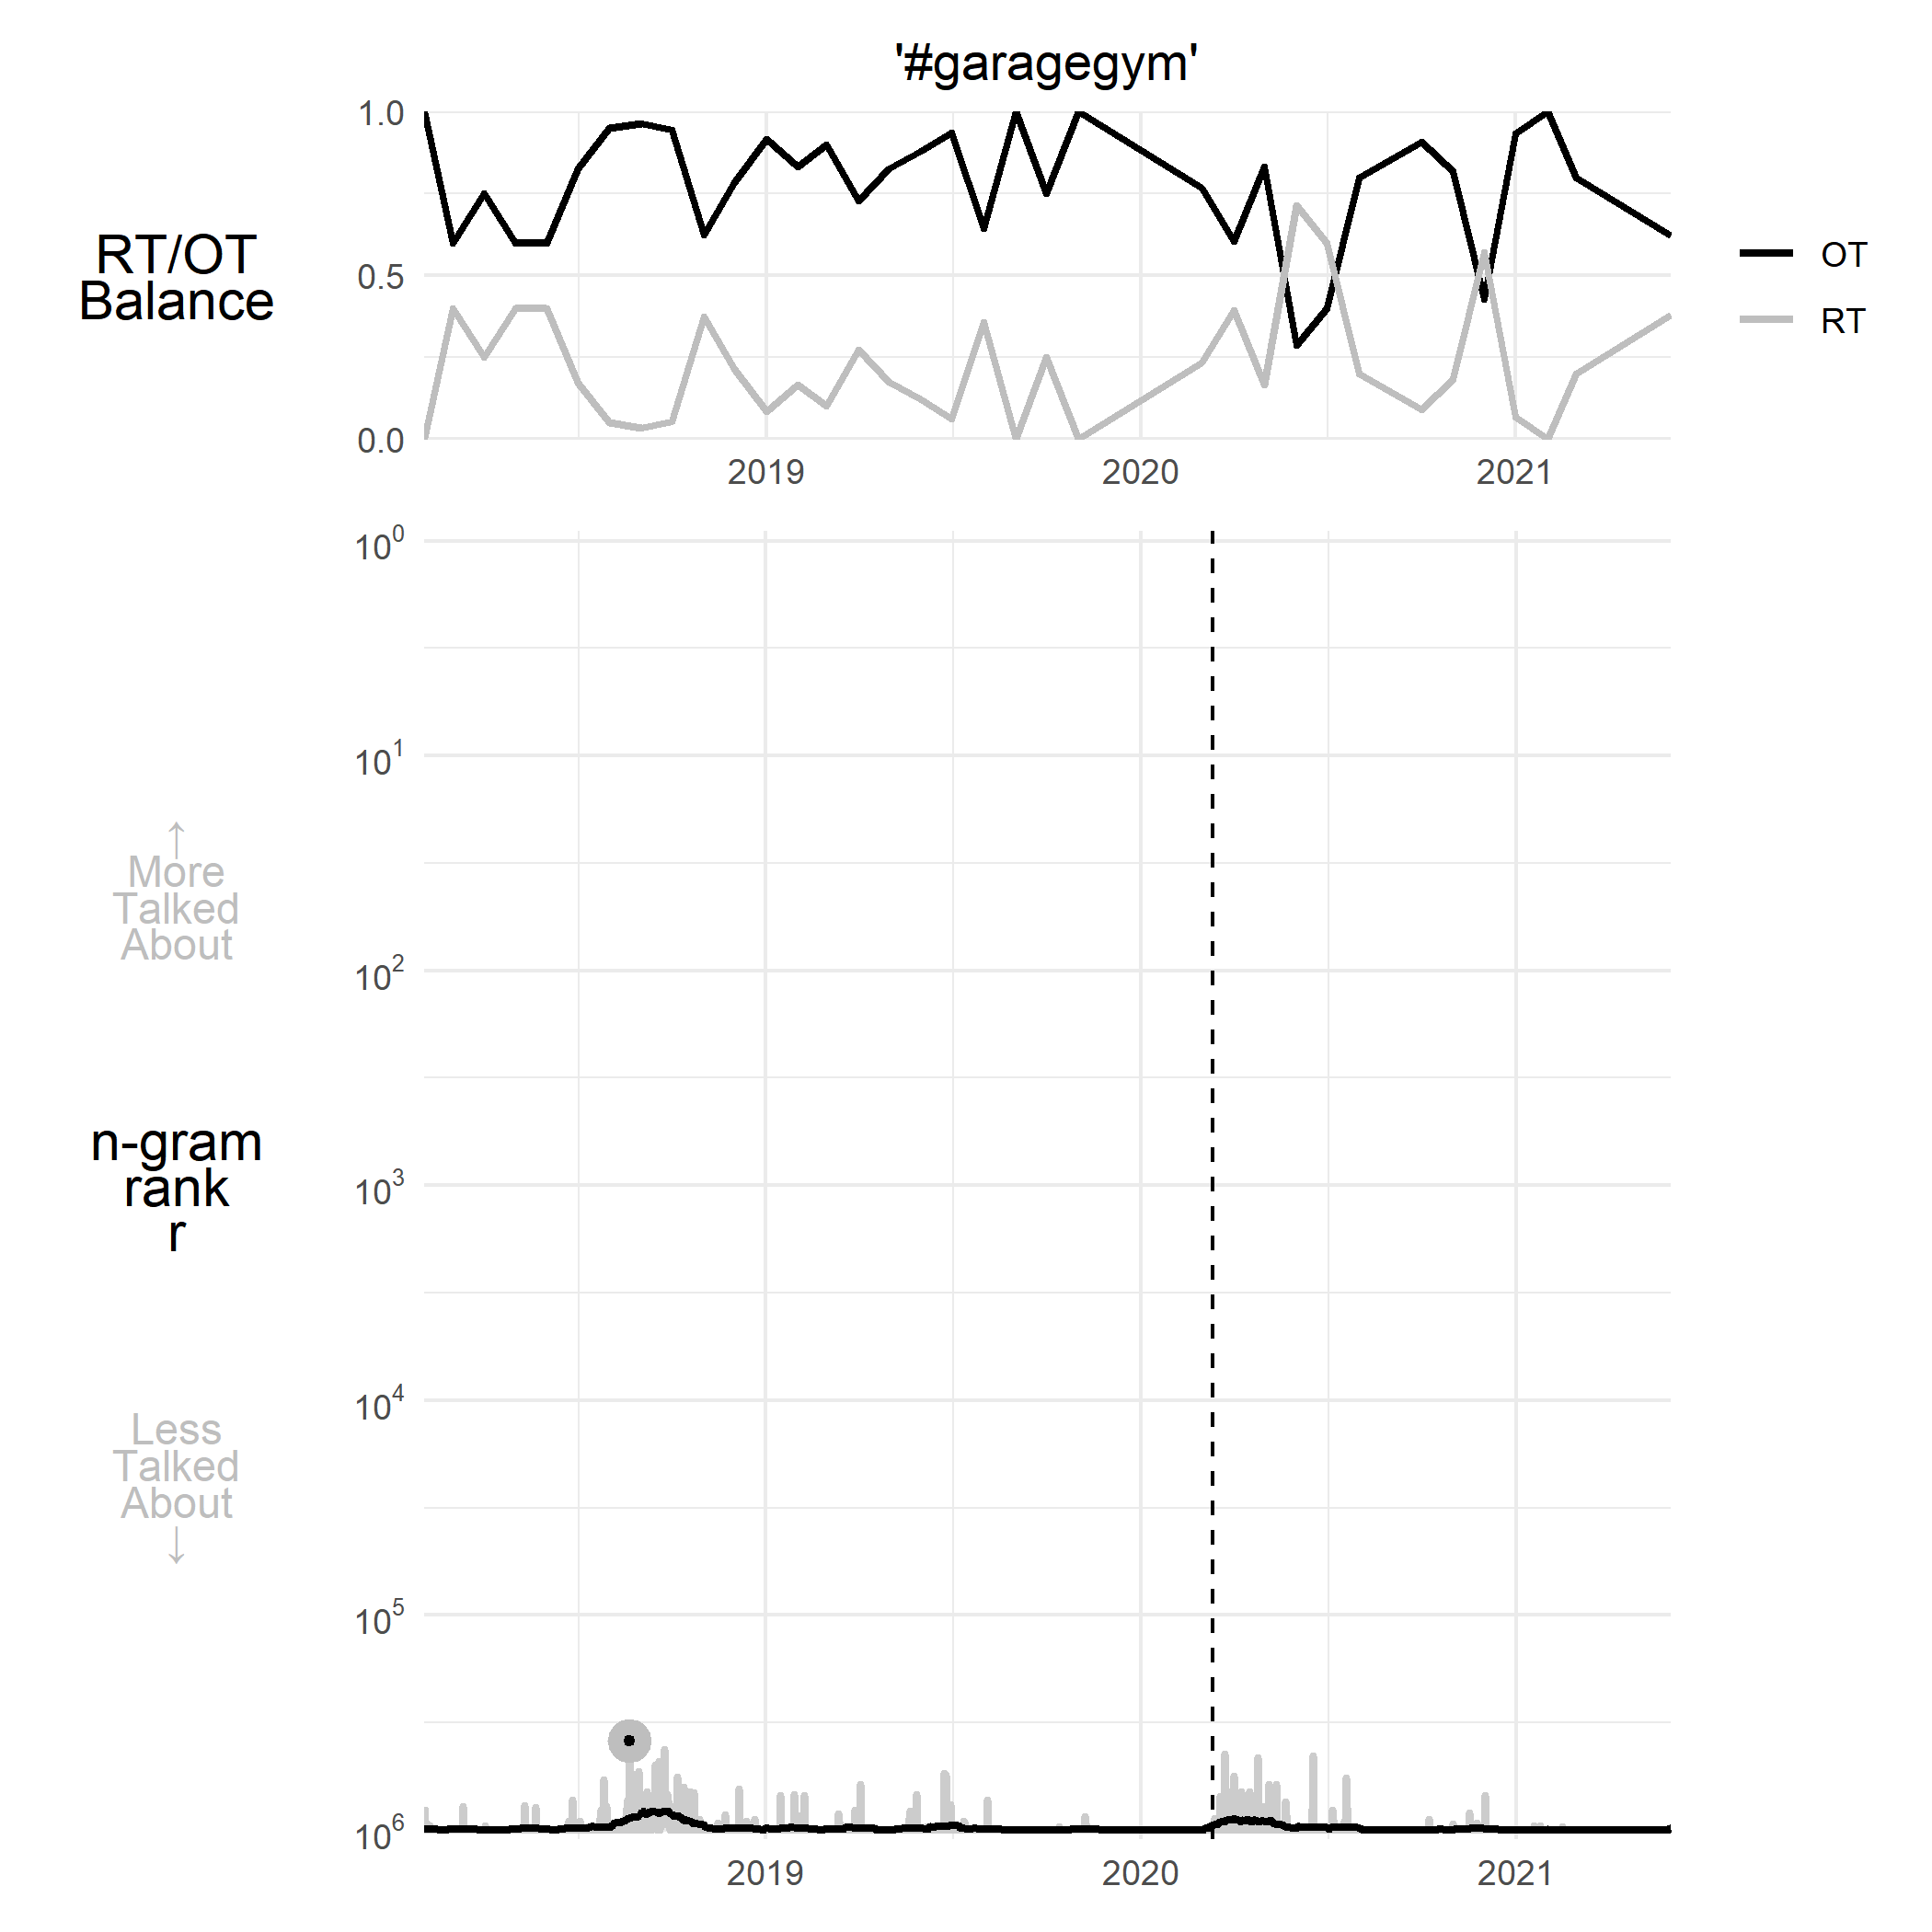 '#garagegym'
1.0
0.5
0.0
RT/OT
Balance
OT
RT
2019 2020 2021
10^0
10^1
10^2
10^3
10^4
10^5
10^6
↑
More
Talked
About
n-gram
rank
r
Less
Talked
About
↓
2019 2020 2021